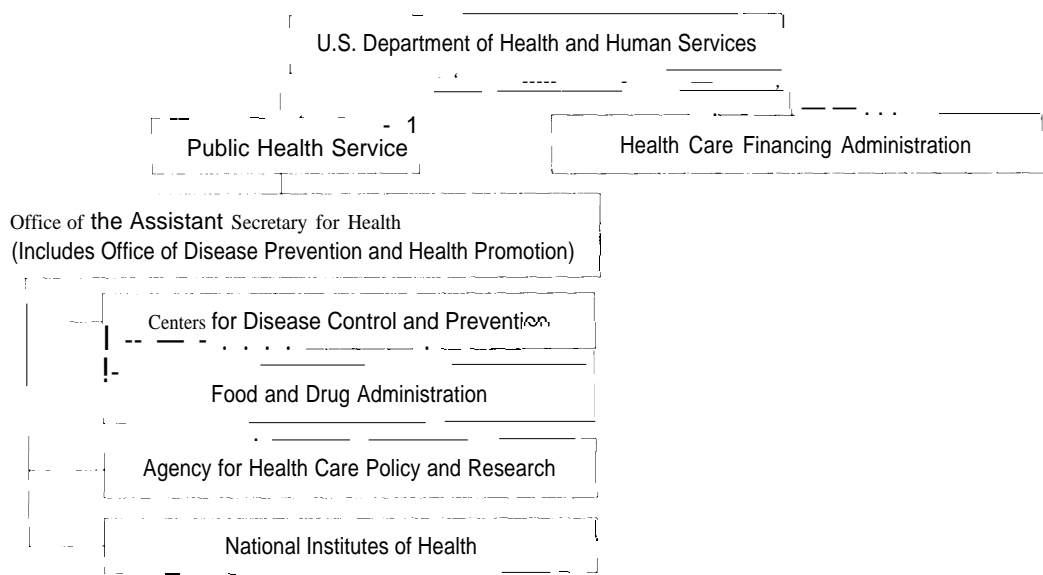 U.S. Department of Health and Human Services
Public Health Service
Health Care Financing Administration
Office of the Assistant Secretary for Health
(Includes Office of Disease Prevention and Health Promotion)
Centers for Disease Control and Prevention
Food and Drug Administration
Agency for Health Care Policy and Research
National Institutes of Health